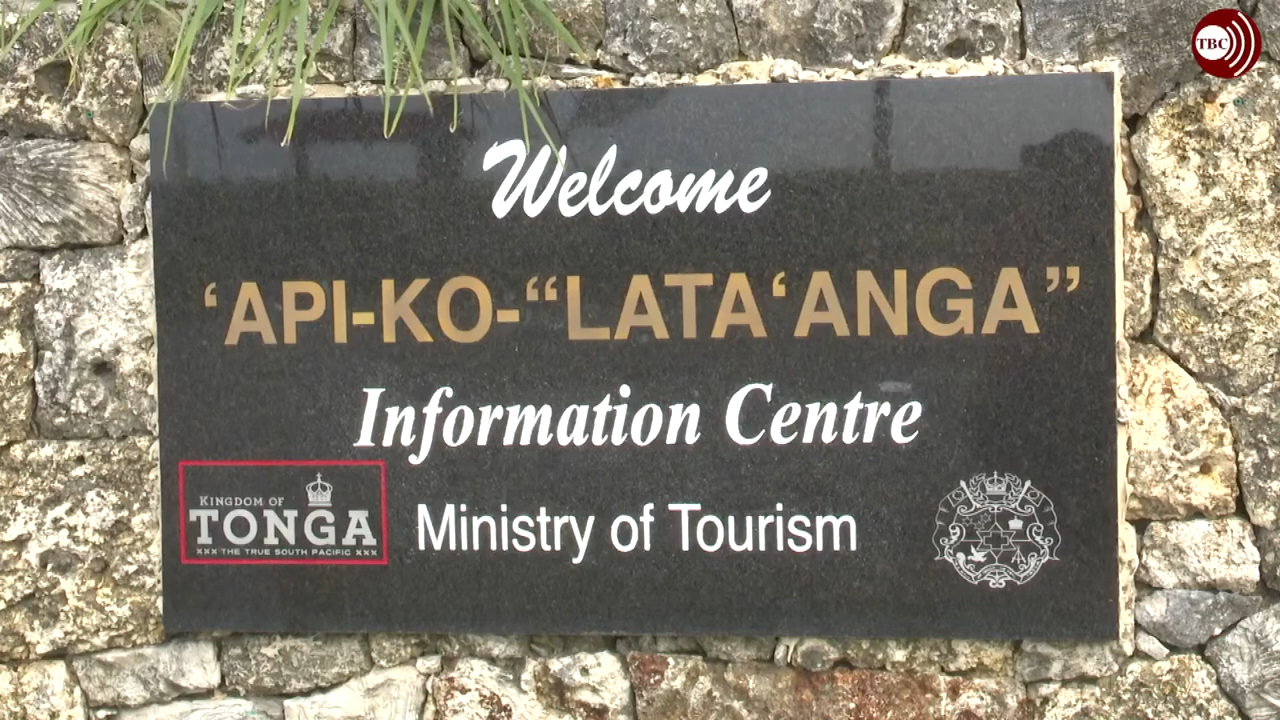 TBC
Welcome
‘API-KO-“LATA‘ANGA”
Information Centre
KINGDOM OF
TONGA
××× THE TRUE SOUTH PACIFIC ×××
Ministry of Tourism